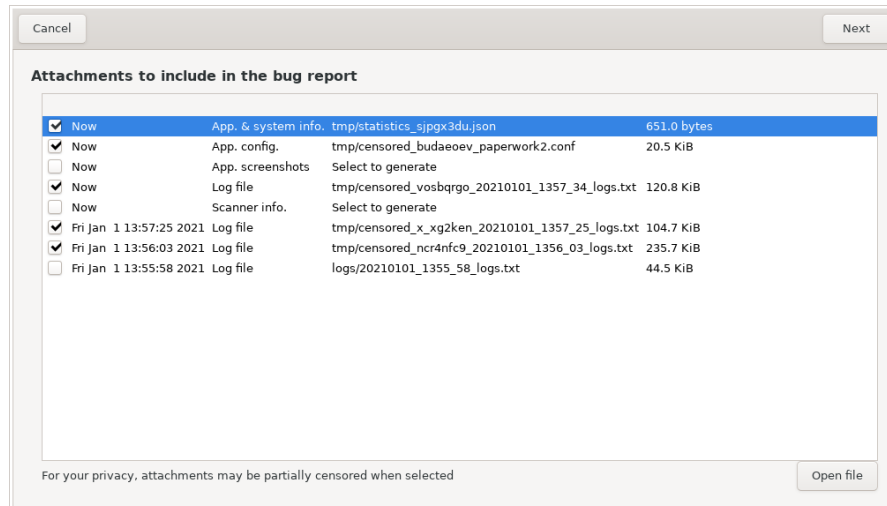 Cancel
Next
Attachments to include in the bug report
Now App. & system info. tmp/statistics_sjpgx3du.json 651.0 bytes
Now App. config. tmp/censored_budaeoev_paperwork2.conf 20.5 KiB
Now App. screenshots Select to generate
Now Log file tmp/censored_vosbqrgo_20210101_1357_34_logs.txt 120.8 KiB
Now Scanner info. Select to generate
Fri Jan 1 13:57:25 2021 Log file tmp/censored_x_xg2ken_20210101_1357_25_logs.txt 104.7 KiB
Fri Jan 1 13:56:03 2021 Log file tmp/censored_ncr4nfc9_20210101_1356_03_logs.txt 235.7 KiB
Fri Jan 1 13:55:58 2021 Log file logs/20210101_1355_58_logs.txt 44.5 KiB
For your privacy, attachments may be partially censored when selected
Open file